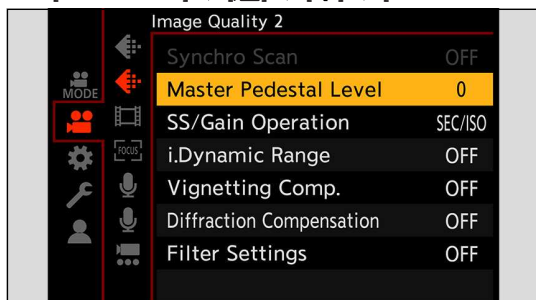 Image Quality 2
Synchro Scan OFF
MODE
Master Pedestal Level 0
SS/Gain Operation SEC/ISO
FOCUS
i.Dynamic Range OFF
Vignetting Comp. OFF
Diffraction Compensation OFF
Filter Settings OFF